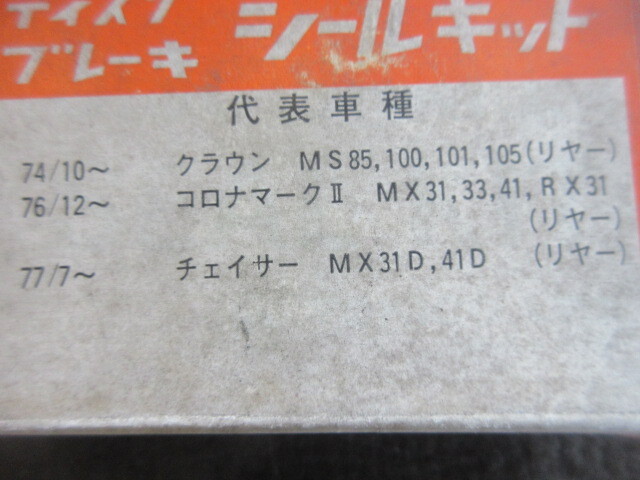 ディスク
ブレーキ シールキット
代表車種
74/10～ クラウン MS85,100,101,105(リヤー)
76/12～ コロナマークⅡ MX31,33,41,RX31
(リヤー)
77/7～ チェイサー MX31D,41D (リヤー)